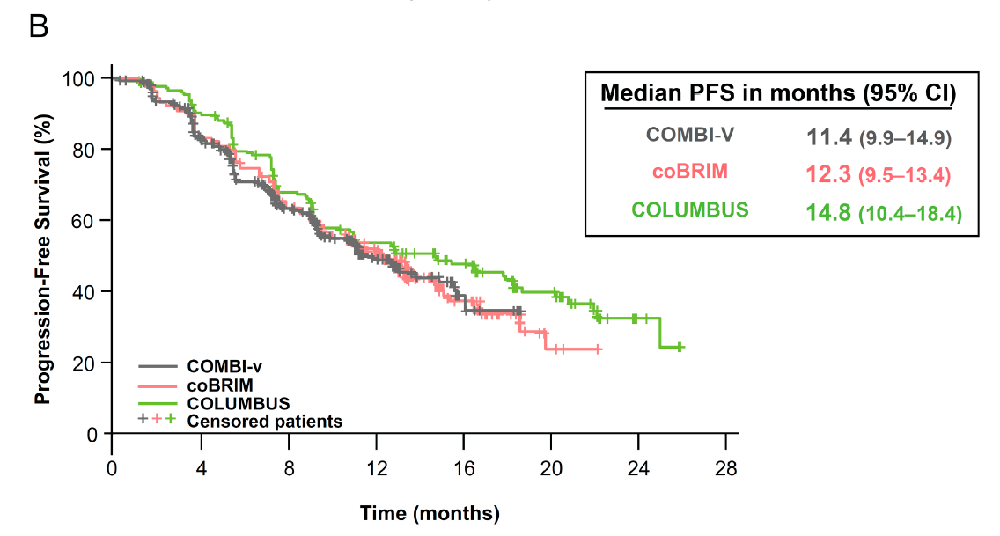 B
Median PFS in months (95% CI)
COMBI-V 11.4 (9.9–14.9)
coBRIM 12.3 (9.5–13.4)
COLUMBUS 14.8 (10.4–18.4)
Progression-Free Survival (%)
100
80
60
40
20
0
COMBI-v
coBRIM
COLUMBUS
Censored patients
0 4 8 12 16 20 24 28
Time (months)